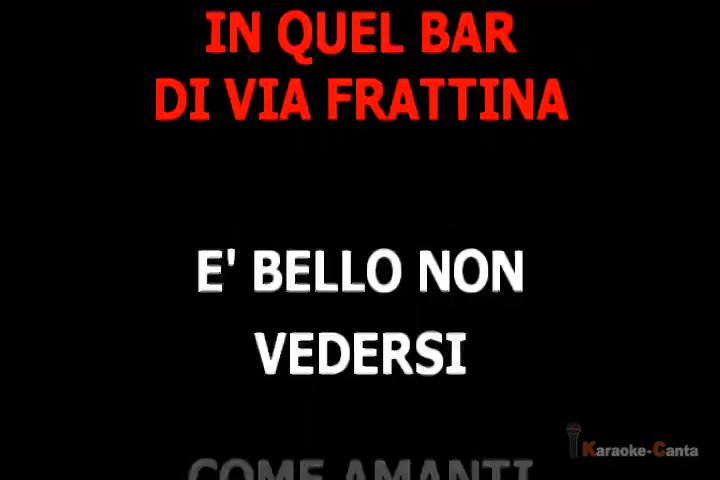 IN QUEL BAR
DI VIA FRATTINA
E' BELLO NON
VEDERSI
COME AMANTI
Karaoke-Canta